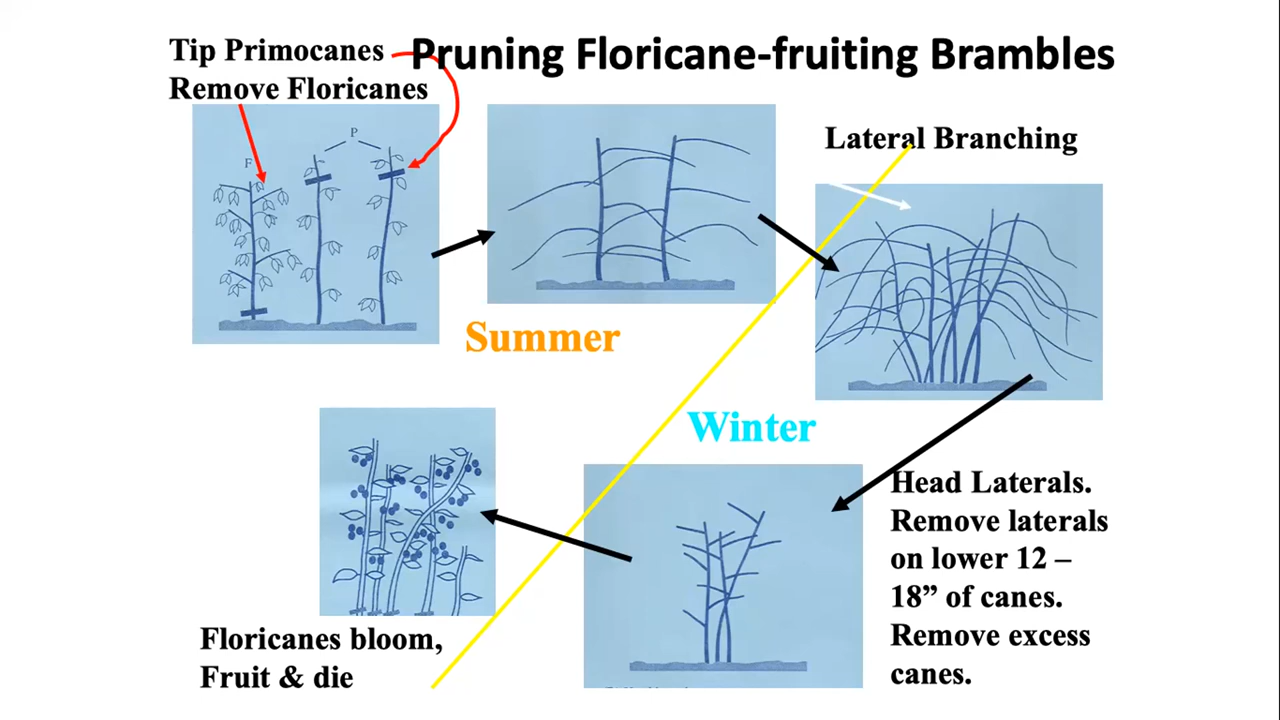 Pruning Floricane-fruiting Brambles
Tip Primocanes
Remove Floricanes
P
F
Lateral Branching
Summer
Winter
Head Laterals.
Remove laterals
on lower 12 –
18” of canes.
Remove excess
canes.
Floricanes bloom,
Fruit & die